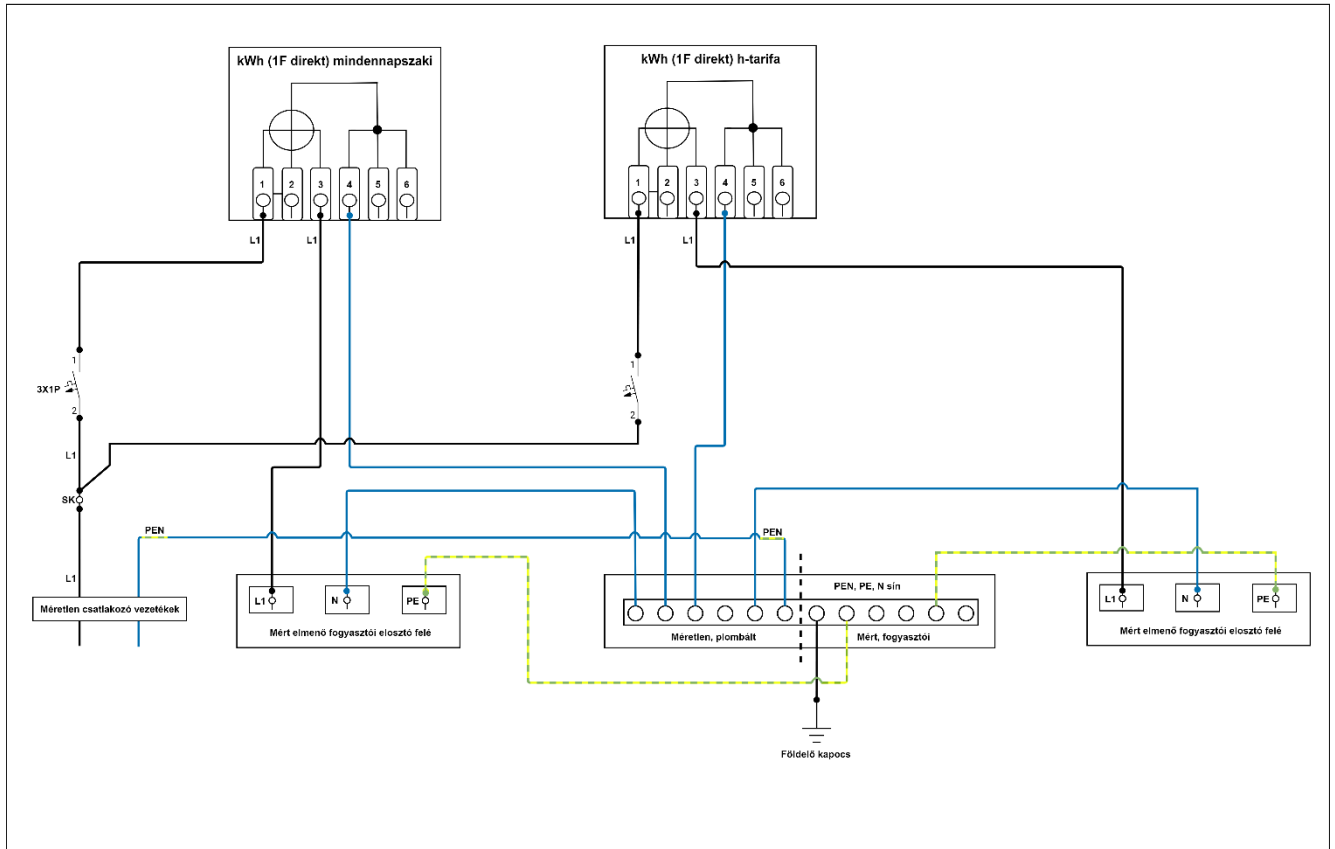 kWh (1F direkt) mindennapszaki
kWh (1F direkt) h-tarifa
1 2 3 4 5 6
1 2 3 4 5 6
L1 L1
L1 L1
1
3X1P
2
1
2
L1
SK
PEN
PEN
L1
Méretlen csatlakozó vezetékek
L1 N PE
Mért elmenő fogyasztói elosztó felé
PEN, PE, N sín
Méretlen, plombált
Mért, fogyasztói
L1 N PE
Mért elmenő fogyasztói elosztó felé
Földelő kapocs